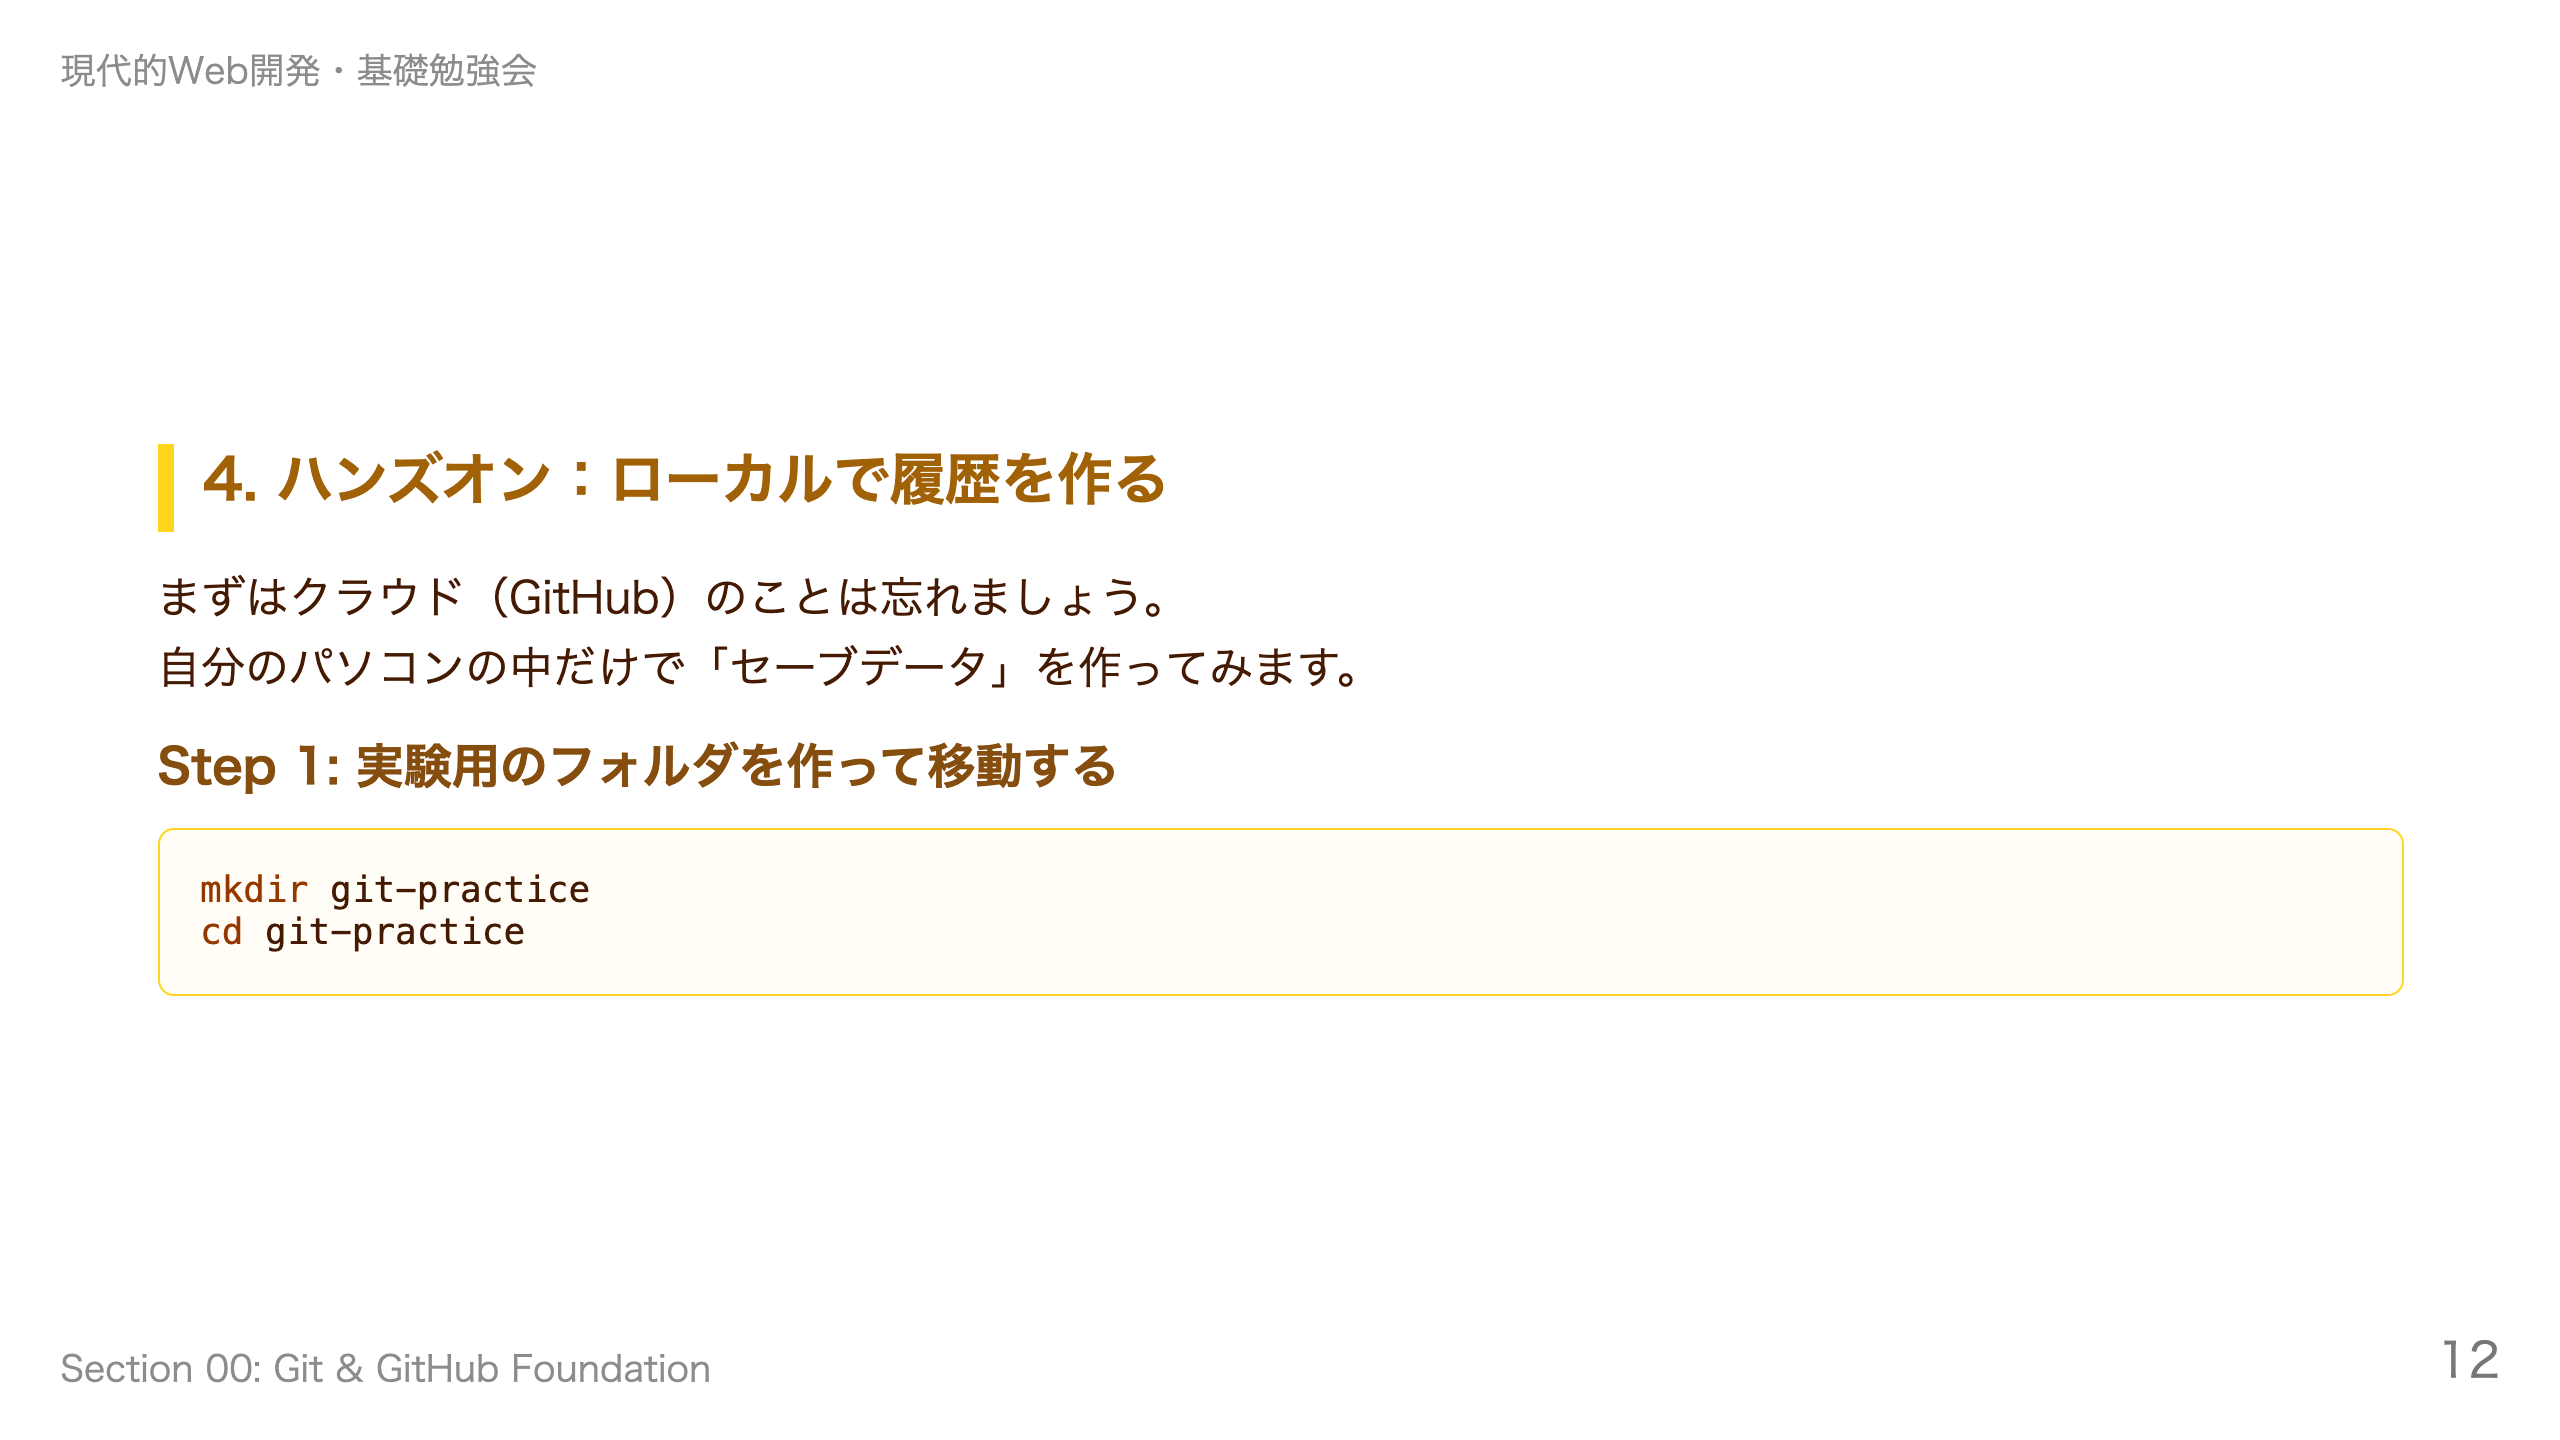 現代的Web開発・基礎勉強会
4. ハンズオン：ローカルで履歴を作る
まずはクラウド（GitHub）のことは忘れましょう。
自分のパソコンの中だけで「セーブデータ」を作ってみます。
Step 1: 実験用のフォルダを作って移動する
mkdir git-practice
cd git-practice
Section 00: Git & GitHub Foundation
12